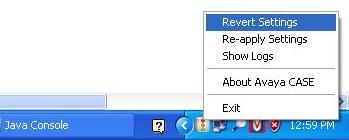 Revert Settings
Re-apply Settings
Show Logs
About Avaya CASE
Exit
Java Console
?
12:59 PM